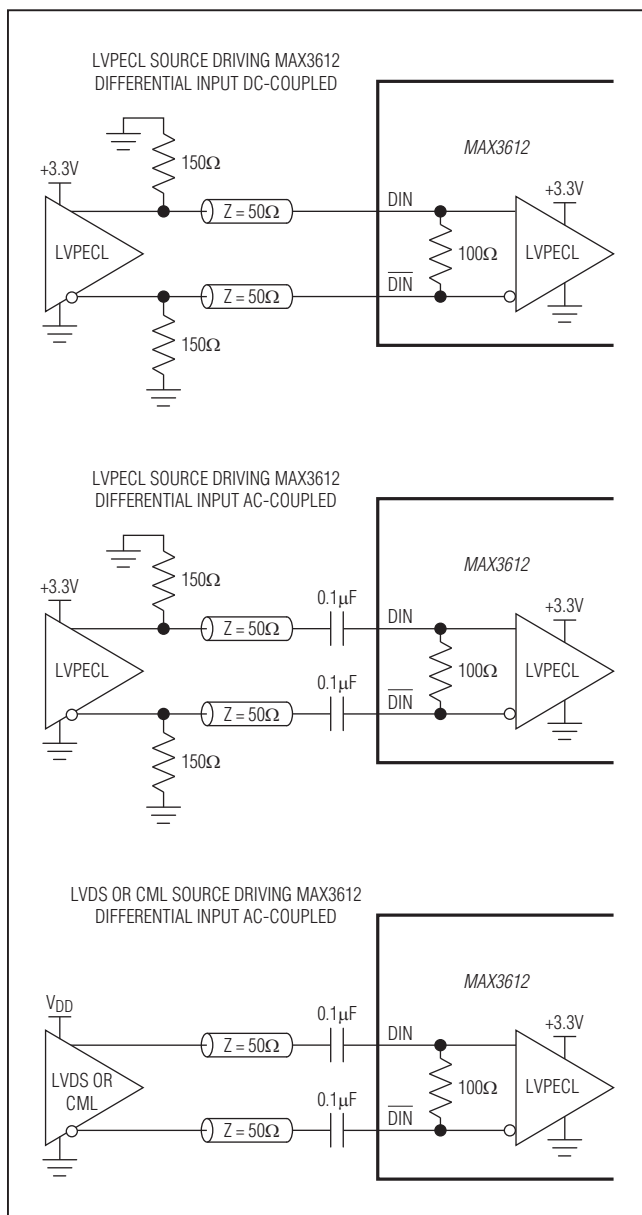 LVPECL SOURCE DRIVING MAX3612
DIFFERENTIAL INPUT DC-COUPLED
MAX3612
150Ω
+3.3V
+3.3V
Z = 50Ω
DIN
LVPECL
100Ω
LVPECL
Z = 50Ω
D̅I̅N̅
150Ω
LVPECL SOURCE DRIVING MAX3612
DIFFERENTIAL INPUT AC-COUPLED
MAX3612
150Ω
+3.3V
0.1μF
+3.3V
Z = 50Ω
DIN
LVPECL
0.1μF
100Ω
LVPECL
Z = 50Ω
D̅I̅N̅
150Ω
LVDS OR CML SOURCE DRIVING MAX3612
DIFFERENTIAL INPUT AC-COUPLED
MAX3612
VDD
0.1μF
+3.3V
Z = 50Ω
DIN
LVDS OR
CML
0.1μF
100Ω
LVPECL
Z = 50Ω
D̅I̅N̅